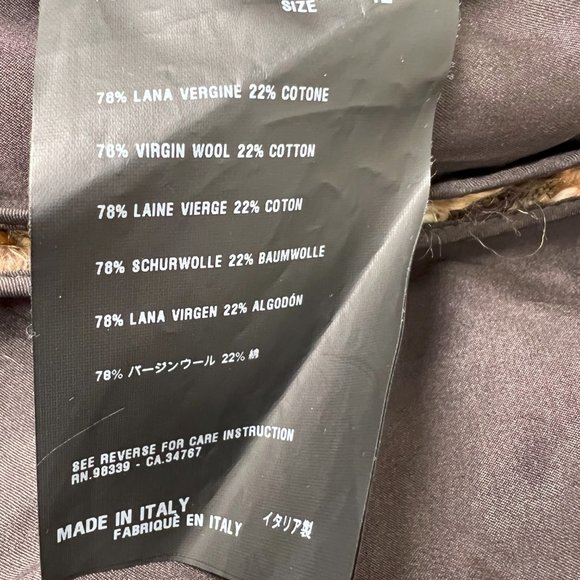 SIZE
78% LANA VERGINE 22% COTONE
78% VIRGIN WOOL 22% COTTON
78% LAINE VIERGE 22% COTON
78% SCHURWOLLE 22% BAUMWOLLE
78% LANA VIRGEN 22% ALGODÓN
78% バージンウール 22% 綿
SEE REVERSE FOR CARE INSTRUCTION
RN.98339 - CA.34767
MADE IN ITALY
FABRIQUÉ EN ITALY イタリア製